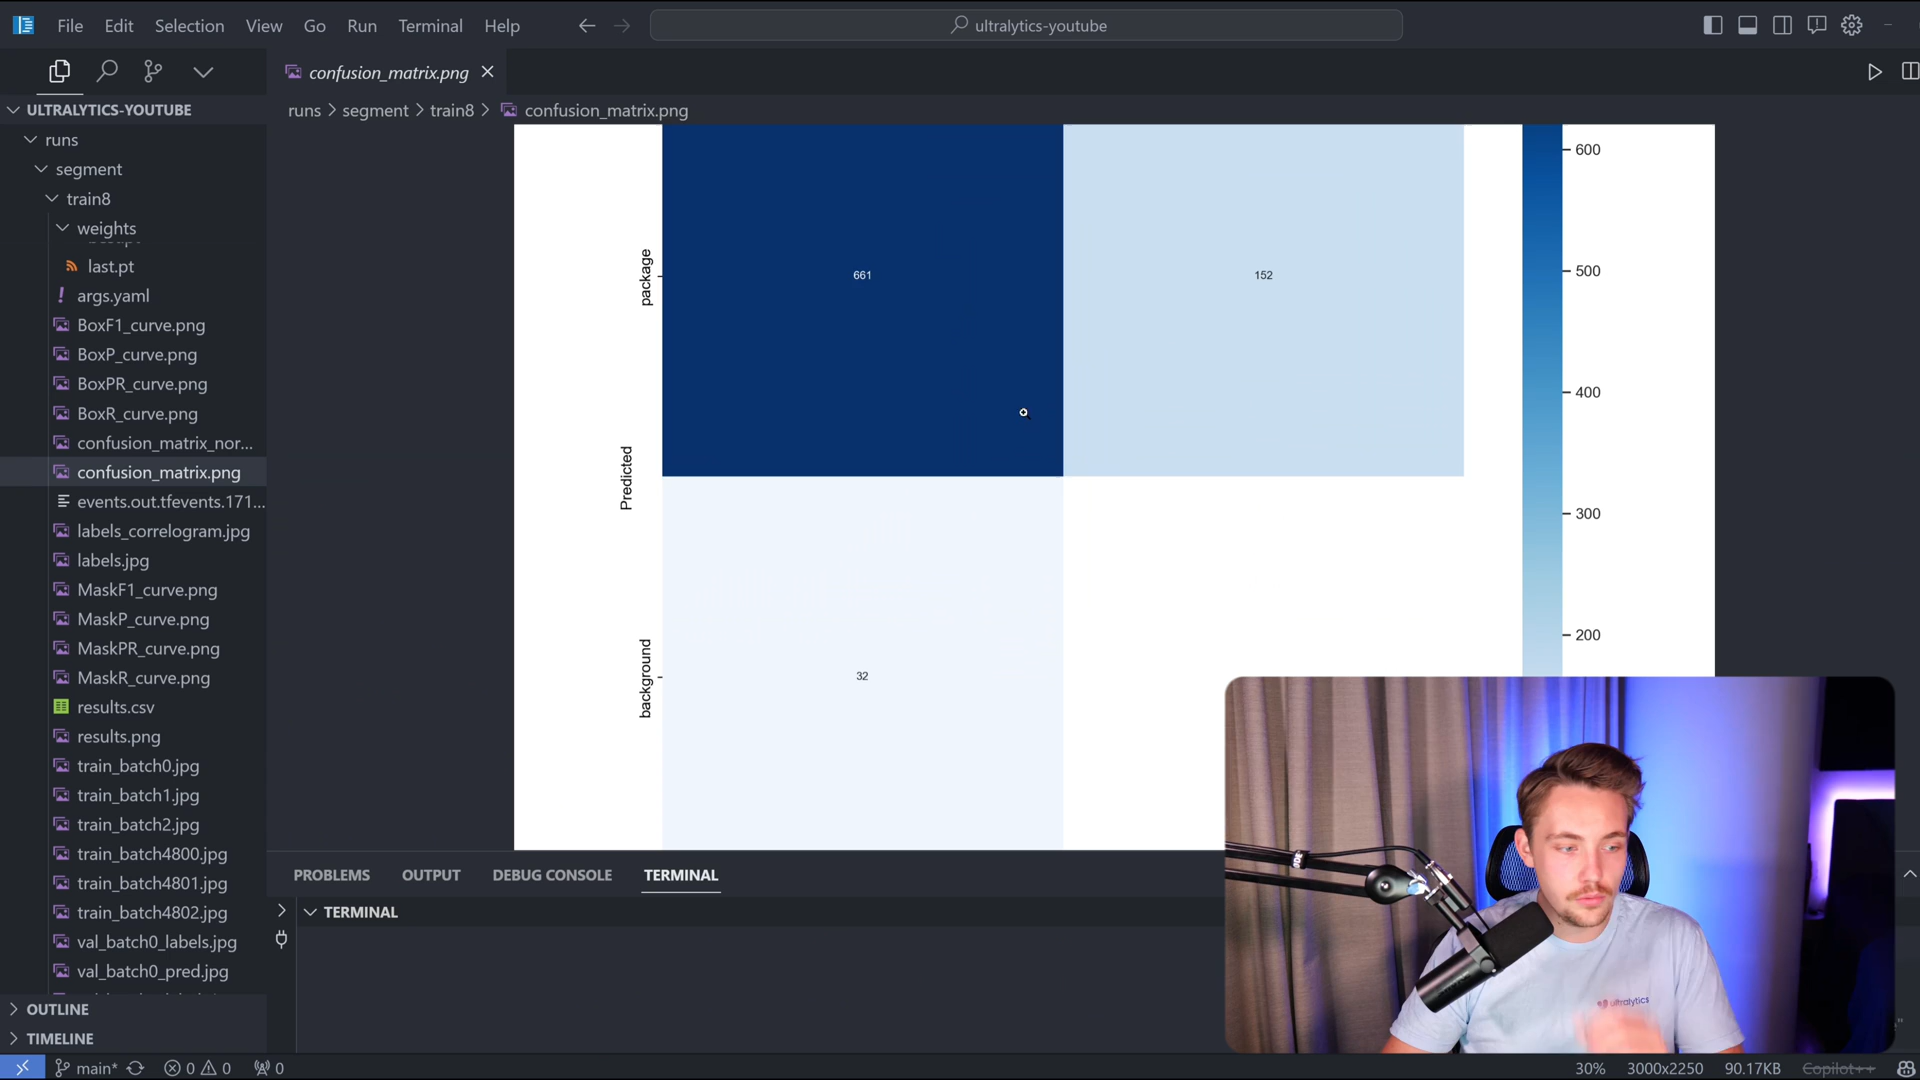 File Edit Selection View Go Run Terminal Help
ultralytics-youtube
confusion_matrix.png
ULTRALYTICS-YOUTUBE
runs > segment > train8 > confusion_matrix.png
runs
segment
train8
weights
last.pt
args.yaml
BoxF1_curve.png
BoxP_curve.png
BoxPR_curve.png
BoxR_curve.png
confusion_matrix_nor...
confusion_matrix.png
events.out.tfevents.171...
labels_correlogram.jpg
labels.jpg
MaskF1_curve.png
MaskP_curve.png
MaskPR_curve.png
MaskR_curve.png
results.csv
results.png
train_batch0.jpg
train_batch1.jpg
train_batch2.jpg
train_batch4800.jpg
train_batch4801.jpg
train_batch4802.jpg
val_batch0_labels.jpg
val_batch0_pred.jpg
OUTLINE
TIMELINE
package
661
152
Predicted
background
32
600
500
400
300
200
PROBLEMS OUTPUT DEBUG CONSOLE TERMINAL
TERMINAL
ultralytics
main* 0 0 0
30% 3000x2250 90.17KB Copilot++